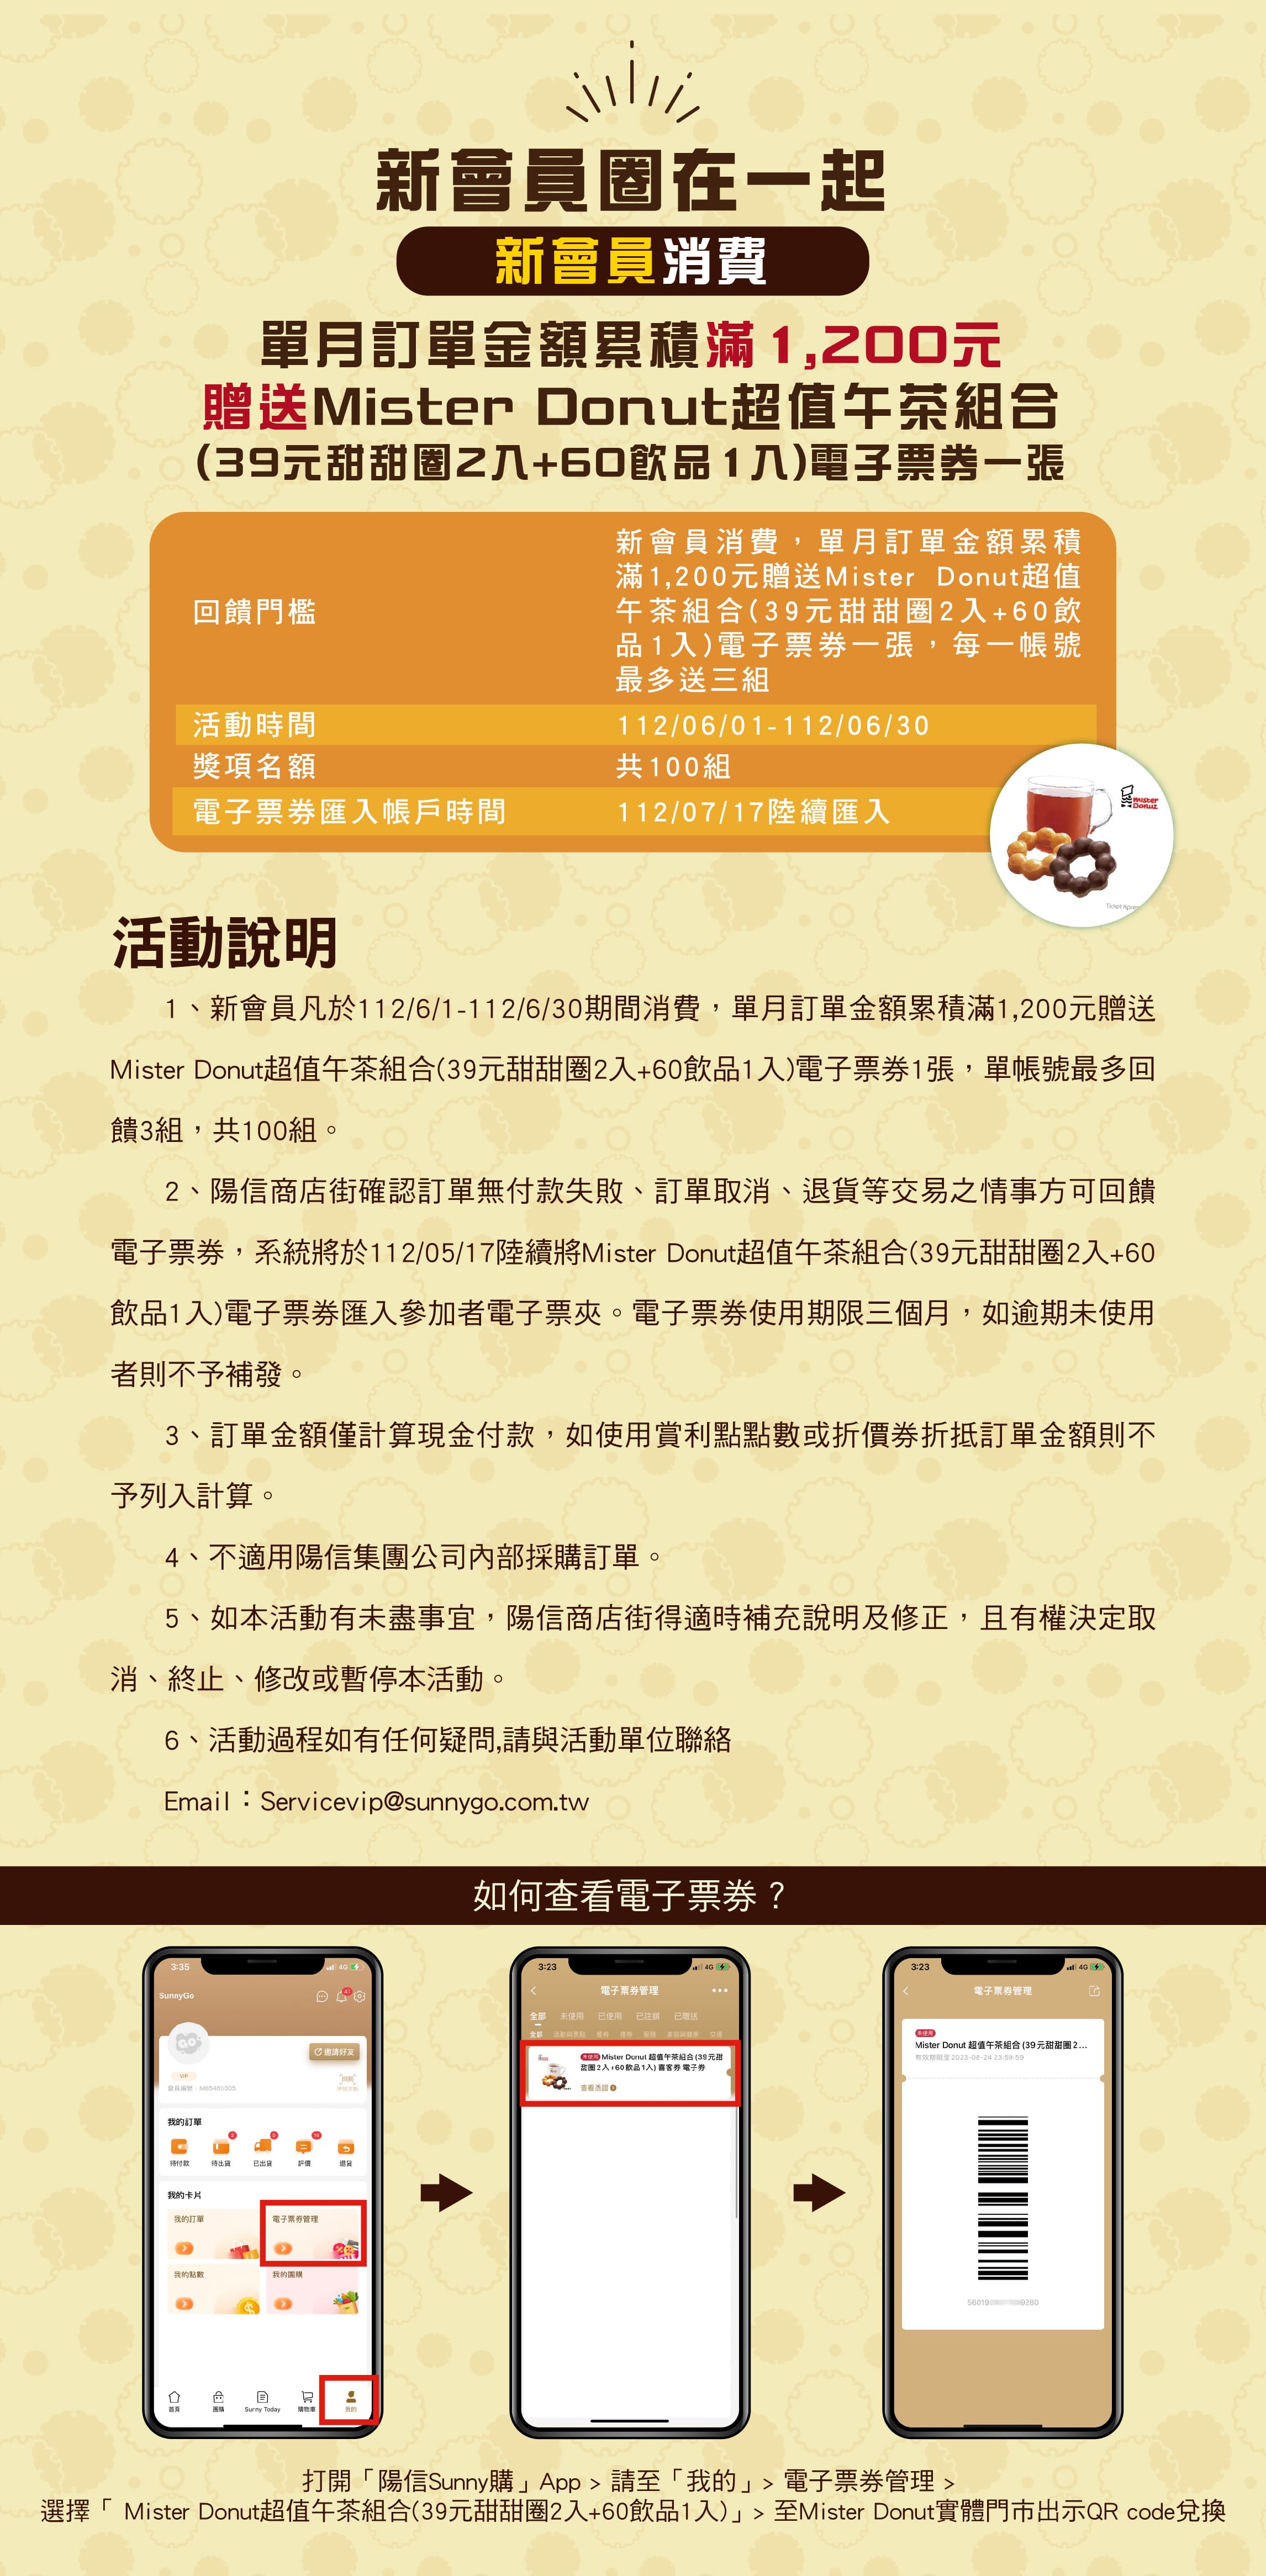 新會員圈在一起
新會員消費
單月訂單金額累積滿1,200元
贈送Mister Donut超值午茶組合
(39元甜甜圈2入+60飲品1入)電子票券一張
回饋門檻
新會員消費，單月訂單金額累積
滿1,200元贈送Mister Donut超值
午茶組合(39元甜甜圈2入+60飲
品1入)電子票券一張，每一帳號
最多送三組
活動時間
112/06/01-112/06/30
獎項名額
共100組
電子票券匯入帳戶時間
112/07/17陸續匯入
mister
Donut
活動說明
1、新會員凡於112/6/1-112/6/30期間消費，單月訂單金額累積滿1,200元贈送
Mister Donut超值午茶組合(39元甜甜圈2入+60飲品1入)電子票券1張，單帳號最多回
饋3組，共100組。
2、陽信商店街確認訂單無付款失敗、訂單取消、退貨等交易之情事方可回饋
電子票券，系統將於112/05/17陸續將Mister Donut超值午茶組合(39元甜甜圈2入+60
飲品1入)電子票券匯入參加者電子票夾。電子票券使用期限三個月，如逾期未使用
者則不予補發。
3、訂單金額僅計算現金付款，如使用賞利點點數或折價券折抵訂單金額則不
予列入計算。
4、不適用陽信集團公司內部採購訂單。
5、如本活動有未盡事宜，陽信商店街得適時補充說明及修正，且有權決定取
消、終止、修改或暫停本活動。
6、活動過程如有任何疑問,請與活動單位聯絡
Email：Servicevip@sunnygo.com.tw
如何查看電子票券？
3:35
4G
SunnyGo
邀請好友
VIP
我的訂單
待付款
待出貨
已出貨
評價
退貨
我的卡片
我的訂單
電子票券管理
我的點數
我的團購
首頁
團購
Sunny Today
購物車
我的
3:23
4G
電子票券管理
全部 未使用 已使用 已註銷 已贈送
未使用 Mister Donut 超值午茶組合 (39元甜
甜圈2入+60飲品1入) 喜客券 電子券
查看憑證
3:23
4G
電子票券管理
未使用
Mister Donut 超值午茶組合 (39元甜甜圈 2...
有效期限至2023-08-24 23:59:59
打開「陽信Sunny購」App > 請至「我的」> 電子票券管理 >
選擇「 Mister Donut超值午茶組合(39元甜甜圈2入+60飲品1入)」> 至Mister Donut實體門市出示QR code兌換